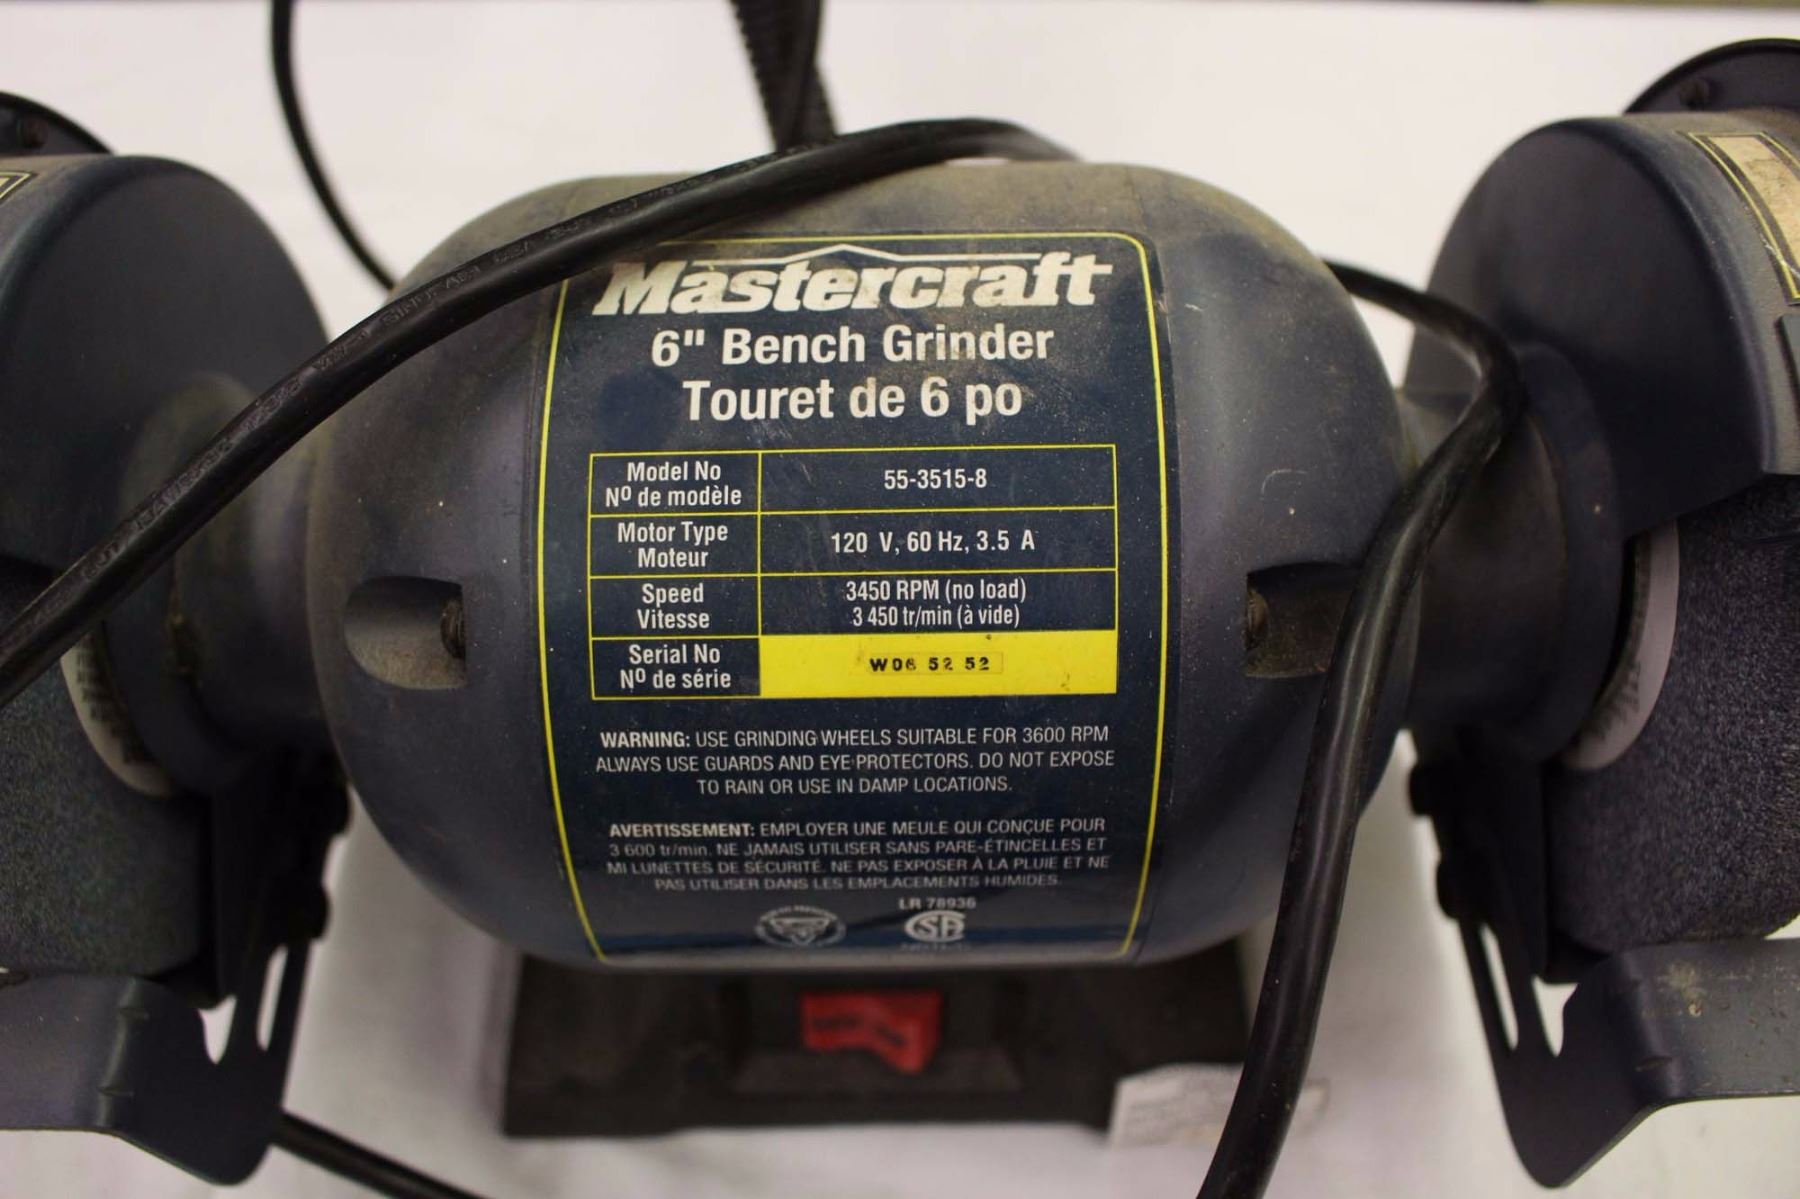 Mastercraft
6" Bench Grinder
Touret de 6 po
Model No
Nº de modèle
55-3515-8
Motor Type
Moteur
120 V, 60 Hz, 3.5 A
Speed
Vitesse
3450 RPM (no load)
3 450 tr/min (à vide)
Serial No
Nº de série
W06 52 52
WARNING: USE GRINDING WHEELS SUITABLE FOR 3600 RPM
ALWAYS USE GUARDS AND EYE PROTECTORS. DO NOT EXPOSE
TO RAIN OR USE IN DAMP LOCATIONS.
AVERTISSEMENT: EMPLOYER UNE MEULE QUI CONÇUE POUR
3 600 tr/min. NE JAMAIS UTILISER SANS PARE-ÉTINCELLES ET
MI LUNETTES DE SÉCURITÉ. NE PAS EXPOSER À LA PLUIE ET NE
PAS UTILISER DANS LES EMPLACEMENTS HUMIDES.
LR 78936